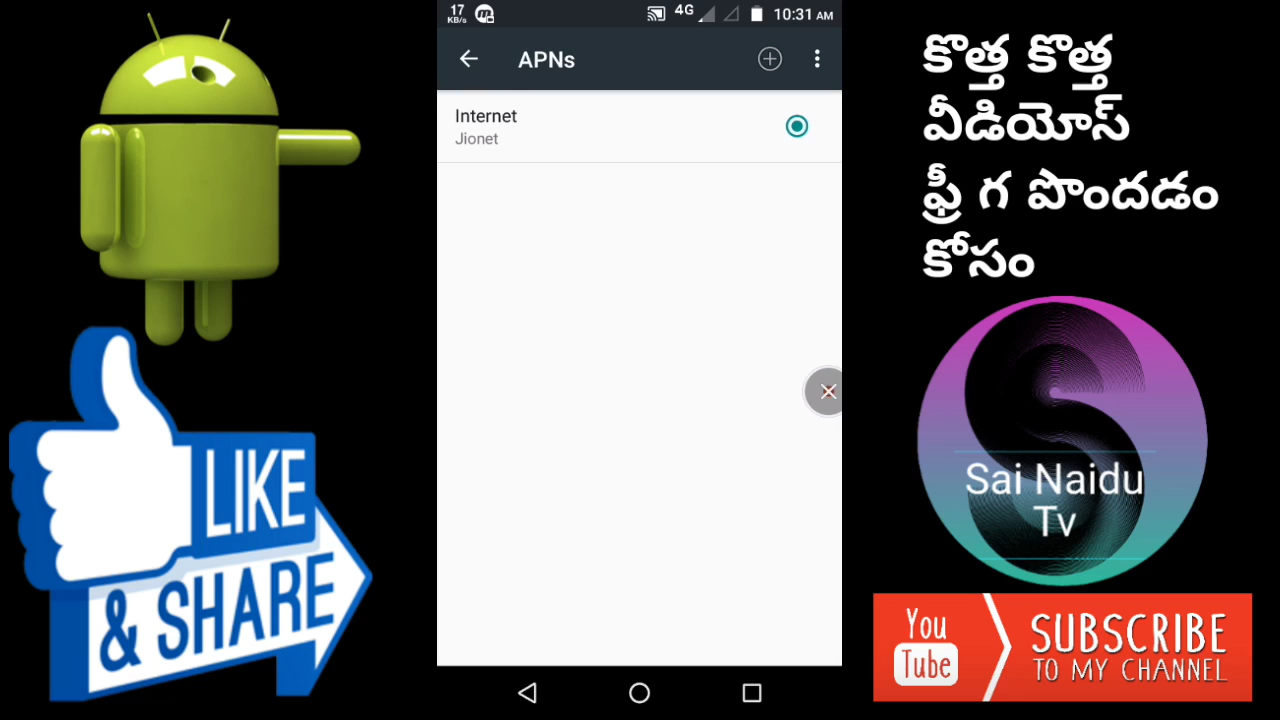 17
KB/s
4G
10:31 AM
APNs
Internet
Jionet
LIKE
& SHARE
కొత్త కొత్త
వీడియోస్
ఫ్రీ గ పొందడం
కోసం
Sai Naidu
Tv
You
Tube
SUBSCRIBE
TO MY CHANNEL